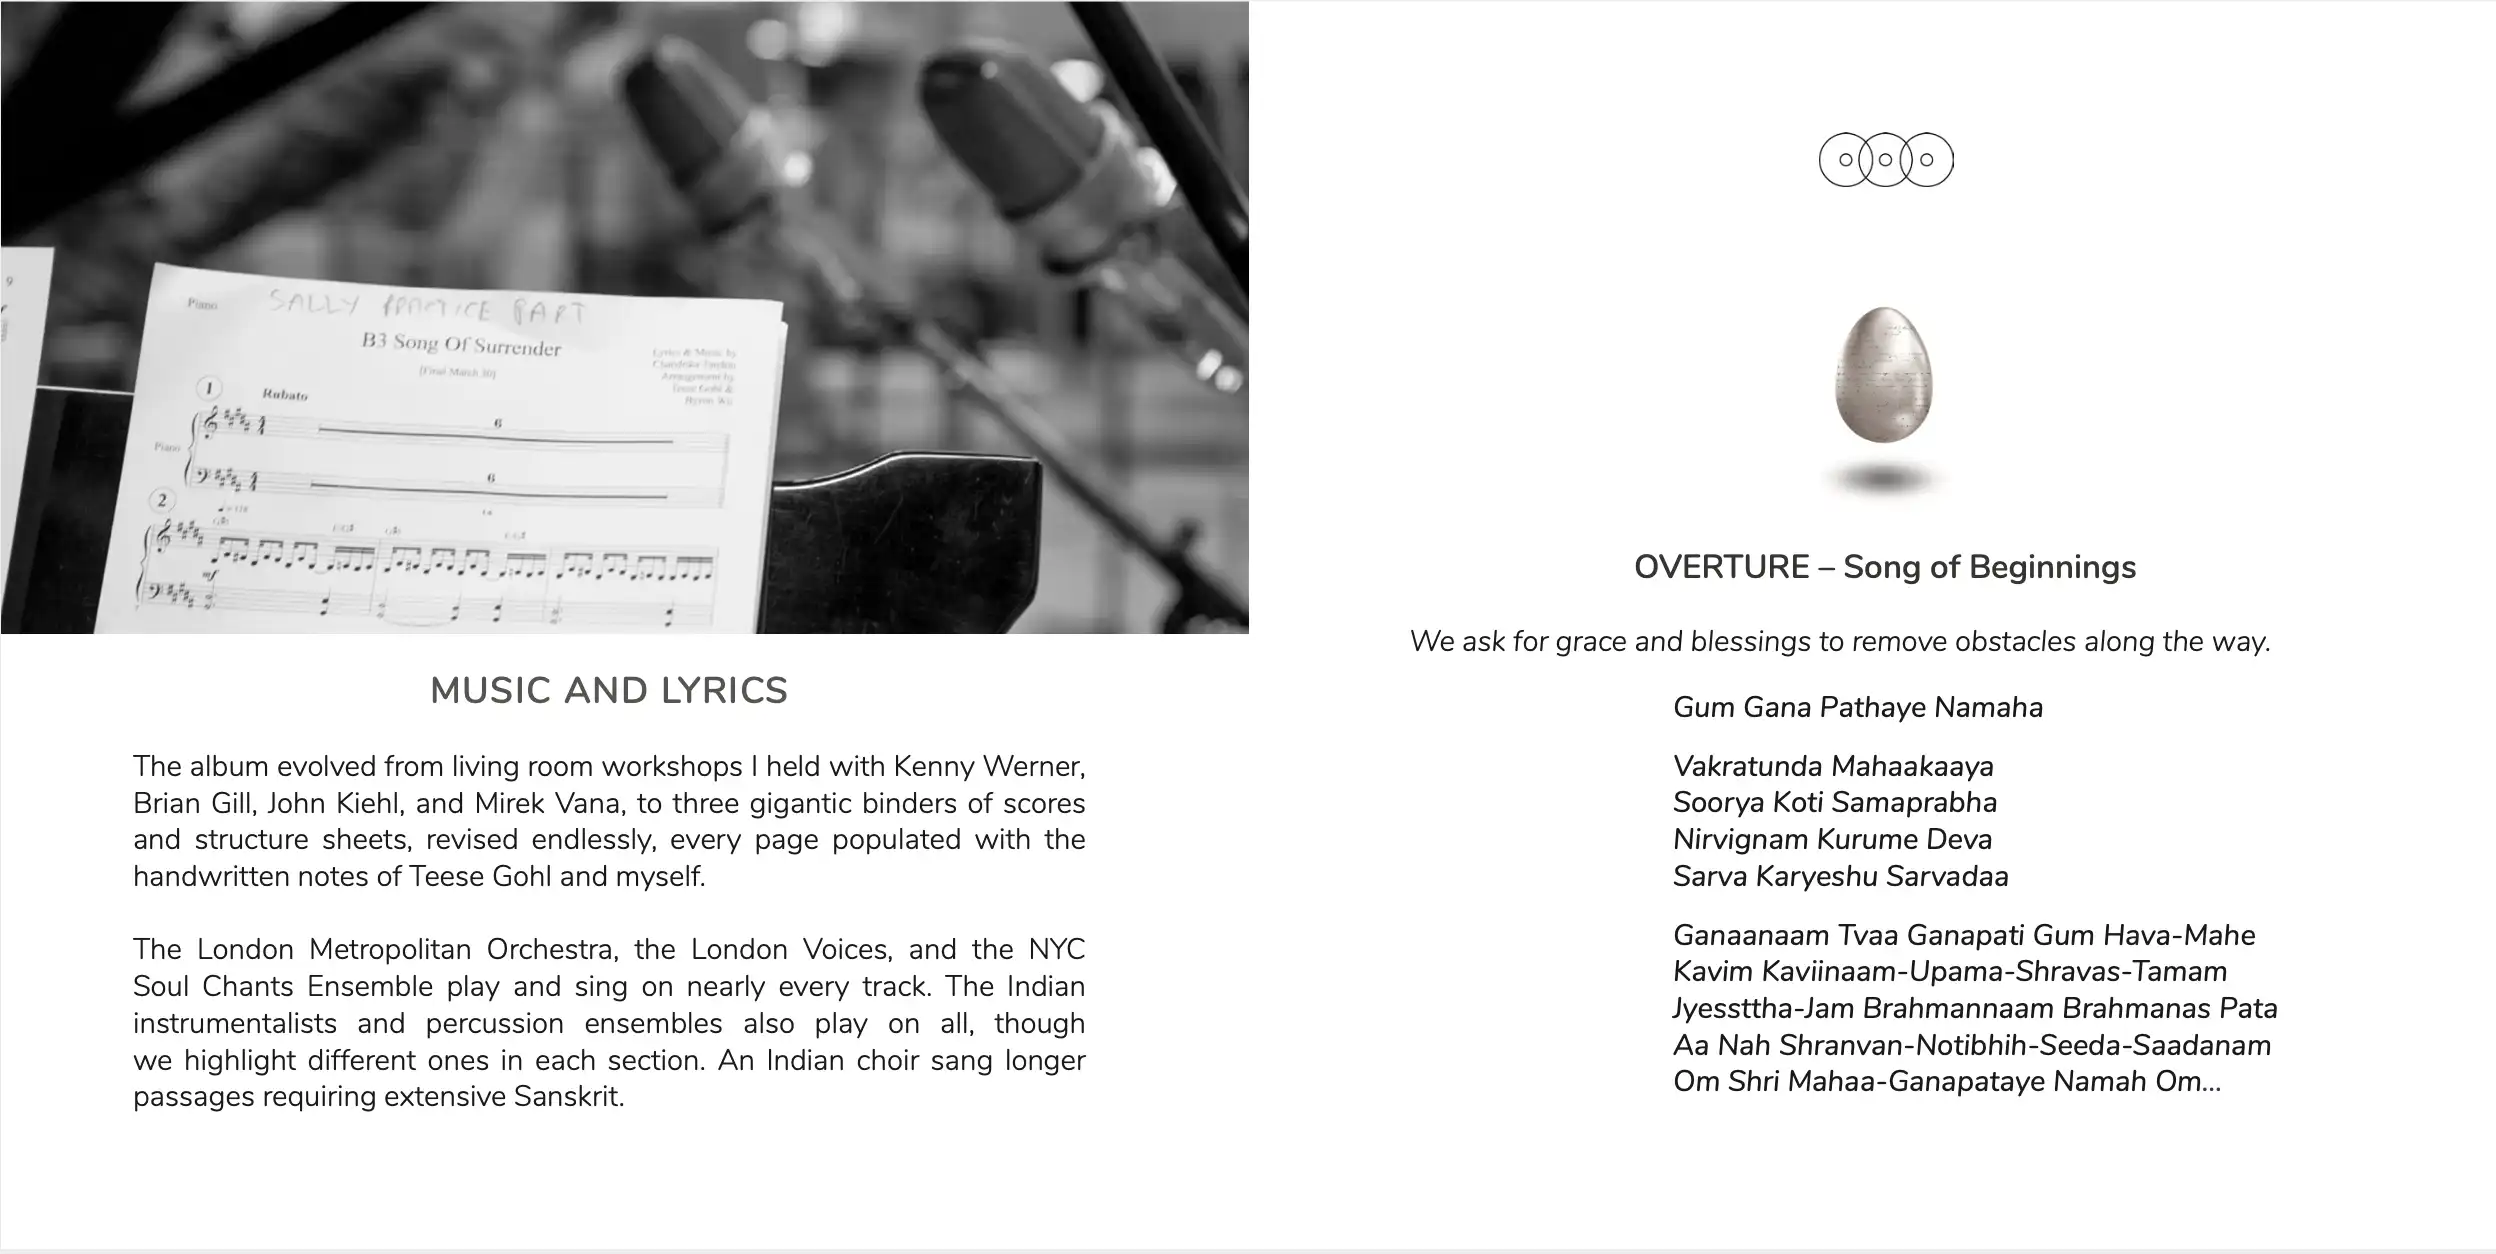 9
Piano
SALLY PRACTICE PART
B3 Song Of Surrender
[Final March 30]
Lyrics & Music by
Chandrika Tandon
Arrangement by
Teese Gohl &
Byron Wu
1
Rubato
6
Piano
6
2
mf
MUSIC AND LYRICS
The album evolved from living room workshops I held with Kenny Werner,
Brian Gill, John Kiehl, and Mirek Vana, to three gigantic binders of scores
and structure sheets, revised endlessly, every page populated with the
handwritten notes of Teese Gohl and myself.
The London Metropolitan Orchestra, the London Voices, and the NYC
Soul Chants Ensemble play and sing on nearly every track. The Indian
instrumentalists and percussion ensembles also play on all, though
we highlight different ones in each section. An Indian choir sang longer
passages requiring extensive Sanskrit.
OVERTURE – Song of Beginnings
We ask for grace and blessings to remove obstacles along the way.
Gum Gana Pathaye Namaha
Vakratunda Mahaakaaya
Soorya Koti Samaprabha
Nirvignam Kurume Deva
Sarva Karyeshu Sarvadaa
Ganaanaam Tvaa Ganapati Gum Hava-Mahe
Kavim Kaviinaam-Upama-Shravas-Tamam
Jyessttha-Jam Brahmannaam Brahmanas Pata
Aa Nah Shranvan-Notibhih-Seeda-Saadanam
Om Shri Mahaa-Ganapataye Namah Om...